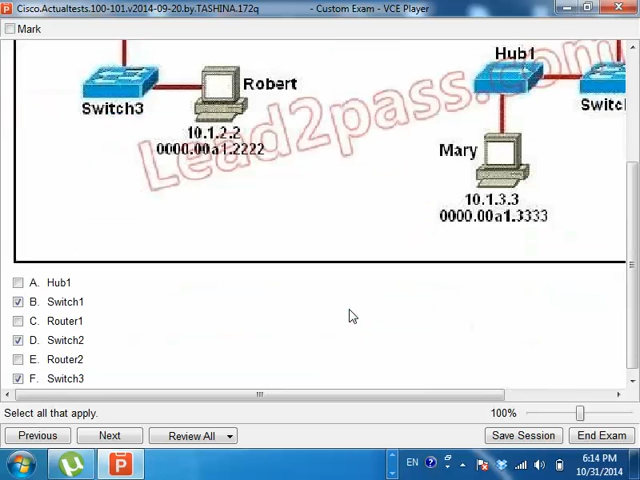 Cisco.Actualtests.100-101.v2014-09-20.by.TASHINA.172q - Custom Exam - VCE Player
Mark
Hub1
Robert
Switch3
Switch
Lead2pass.com
10.1.2.2
0000.00a1.2222
Mary
10.1.3.3
0000.00a1.3333
A. Hub1
B. Switch1
C. Router1
D. Switch2
E. Router2
F. Switch3
Select all that apply.
100%
Previous
Next
Review All
Save Session
End Exam
EN
6:14 PM
10/31/2014